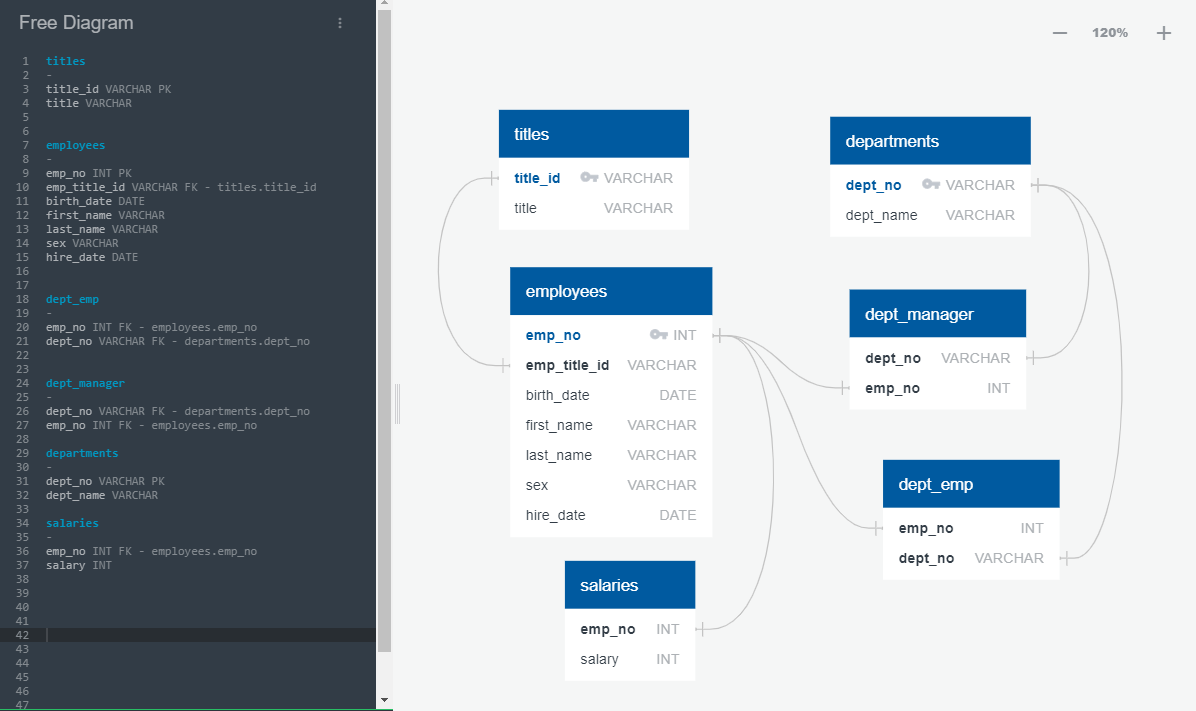 Free Diagram
1 titles
2 -
3 title_id VARCHAR PK
4 title VARCHAR
5
6
7 employees
8 -
9 emp_no INT PK
10 emp_title_id VARCHAR FK - titles.title_id
11 birth_date DATE
12 first_name VARCHAR
13 last_name VARCHAR
14 sex VARCHAR
15 hire_date DATE
16
17
18 dept_emp
19 -
20 emp_no INT FK - employees.emp_no
21 dept_no VARCHAR FK - departments.dept_no
22
23
24 dept_manager
25 -
26 dept_no VARCHAR FK - departments.dept_no
27 emp_no INT FK - employees.emp_no
28
29 departments
30 -
31 dept_no VARCHAR PK
32 dept_name VARCHAR
33
34 salaries
35 -
36 emp_no INT FK - employees.emp_no
37 salary INT
38
39
40
41
42
43
44
45
46
47
120%
titles
title_id VARCHAR
title VARCHAR
departments
dept_no VARCHAR
dept_name VARCHAR
employees
emp_no INT
emp_title_id VARCHAR
birth_date DATE
first_name VARCHAR
last_name VARCHAR
sex VARCHAR
hire_date DATE
dept_manager
dept_no VARCHAR
emp_no INT
dept_emp
emp_no INT
dept_no VARCHAR
salaries
emp_no INT
salary INT